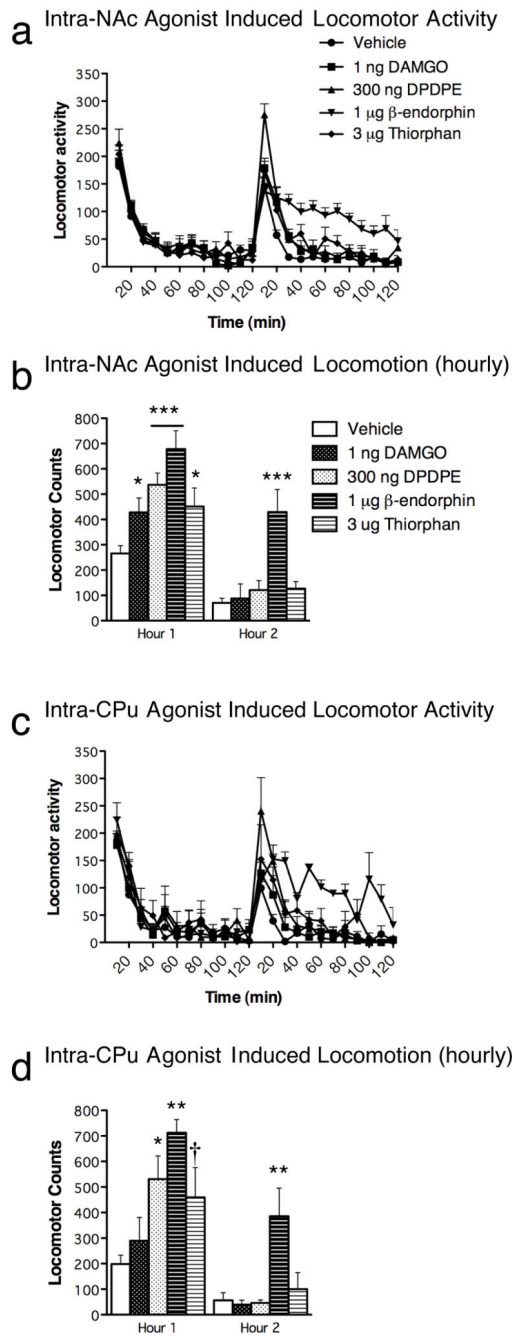 a Intra-NAc Agonist Induced Locomotor Activity
Vehicle
1 ng DAMGO
300 ng DPDPE
1 μg β-endorphin
3 μg Thiorphan
350
300
250
200
150
100
50
0
Locomotor activity
20 40 60 80 100 120 20 40 60 80 100 120
Time (min)
b Intra-NAc Agonist Induced Locomotion (hourly)
800
700
600
500
400
300
200
100
0
Locomotor Counts
***
*
*
***
Vehicle
1 ng DAMGO
300 ng DPDPE
1 μg β-endorphin
3 ug Thiorphan
Hour 1 Hour 2
c Intra-CPu Agonist Induced Locomotor Activity
350
300
250
200
150
100
50
0
Locomotor activity
20 40 60 80 100 120 20 40 60 80 100 120
Time (min)
d Intra-CPu Agonist Induced Locomotion (hourly)
800
700
600
500
400
300
200
100
0
Locomotor Counts
**
*
†
**
Hour 1 Hour 2